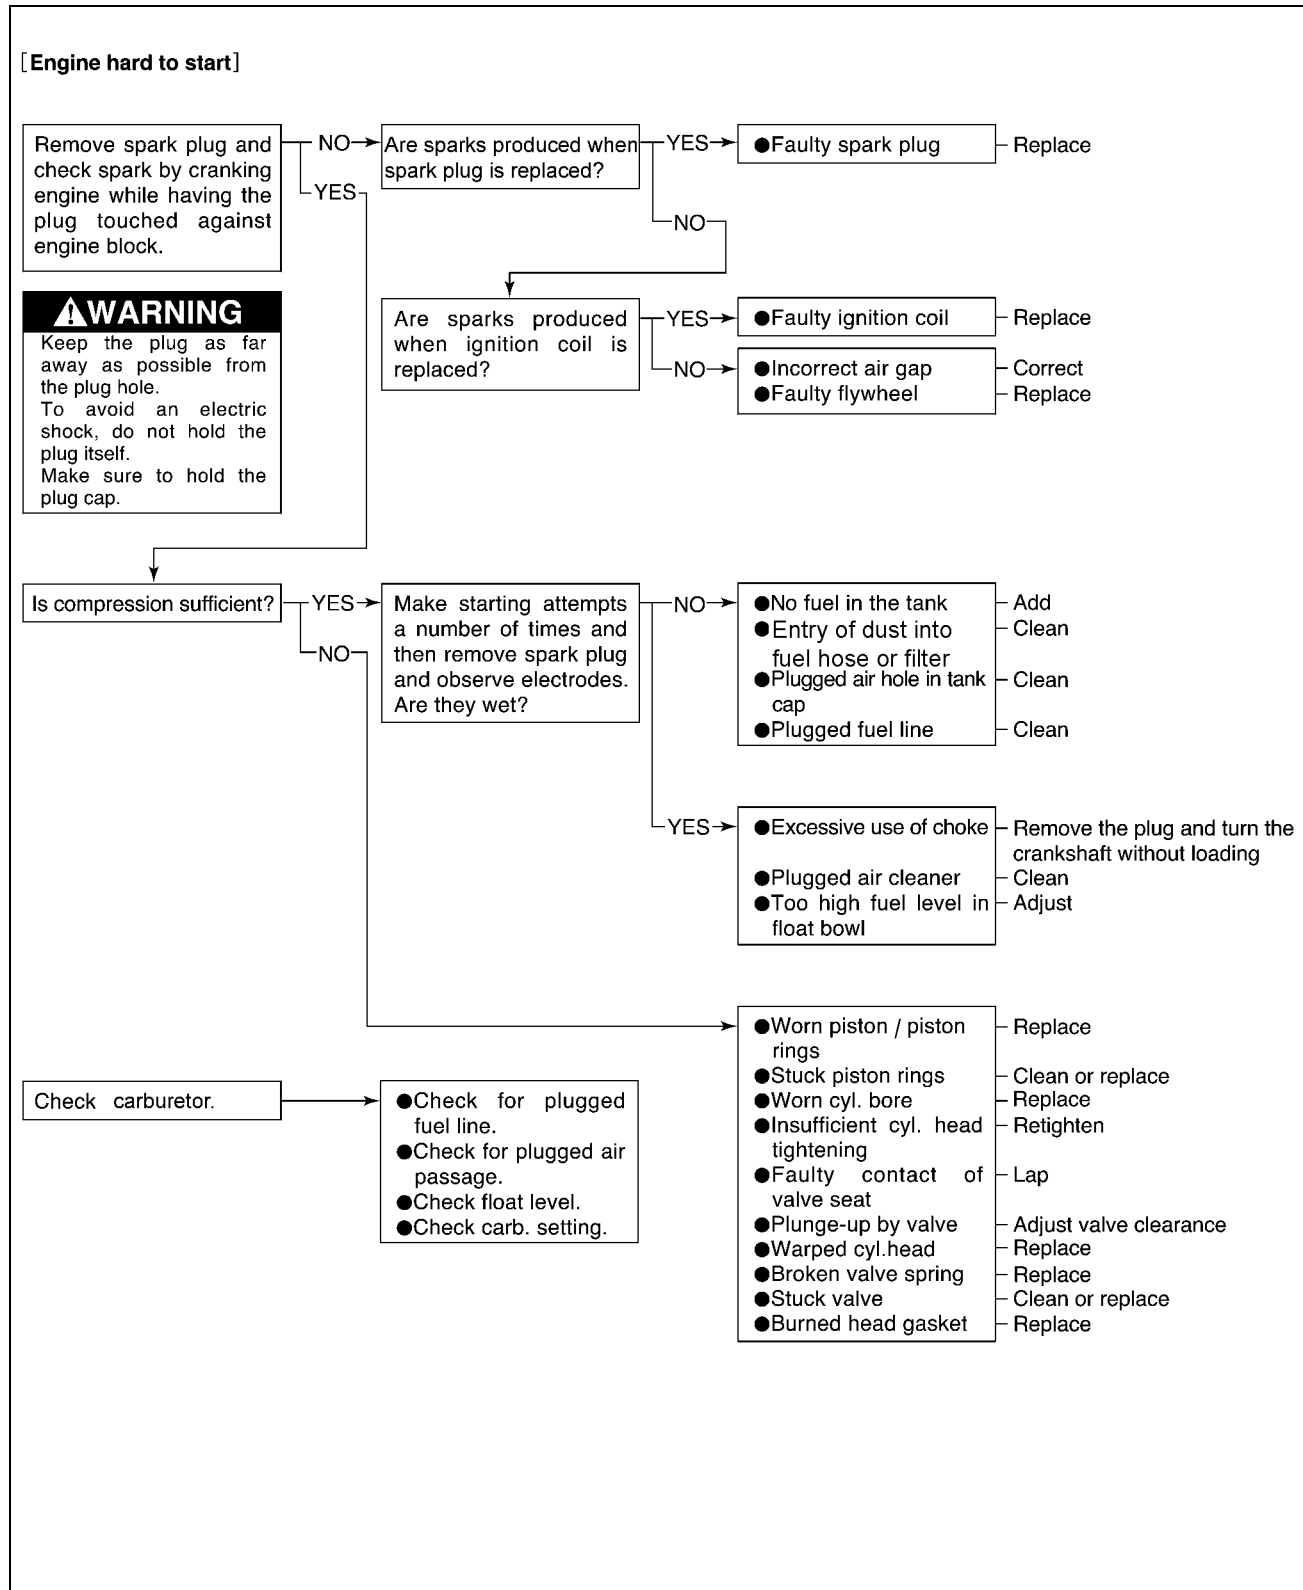 [Engine hard to start]
Remove spark plug and
check spark by cranking
engine while having the
plug touched against
engine block.
NO
YES
Are sparks produced when
spark plug is replaced?
YES
NO
●Faulty spark plug
Replace
⚠WARNING
Keep the plug as far
away as possible from
the plug hole.
To avoid an electric
shock, do not hold the
plug itself.
Make sure to hold the
plug cap.
Are sparks produced
when ignition coil is
replaced?
YES
NO
●Faulty ignition coil
Replace
●Incorrect air gap
Correct
●Faulty flywheel
Replace
Is compression sufficient?
YES
NO
Make starting attempts
a number of times and
then remove spark plug
and observe electrodes.
Are they wet?
NO
●No fuel in the tank
Add
●Entry of dust into
Clean
fuel hose or filter
●Plugged air hole in tank
Clean
cap
●Plugged fuel line
Clean
YES
●Excessive use of choke
Remove the plug and turn the
crankshaft without loading
●Plugged air cleaner
Clean
●Too high fuel level in
Adjust
float bowl
●Worn piston / piston
Replace
rings
●Stuck piston rings
Clean or replace
●Worn cyl. bore
Replace
●Insufficient cyl. head
Retighten
tightening
●Faulty contact of
Lap
valve seat
●Plunge-up by valve
Adjust valve clearance
●Warped cyl.head
Replace
●Broken valve spring
Replace
●Stuck valve
Clean or replace
●Burned head gasket
Replace
Check carburetor.
●Check for plugged
fuel line.
●Check for plugged air
passage.
●Check float level.
●Check carb. setting.